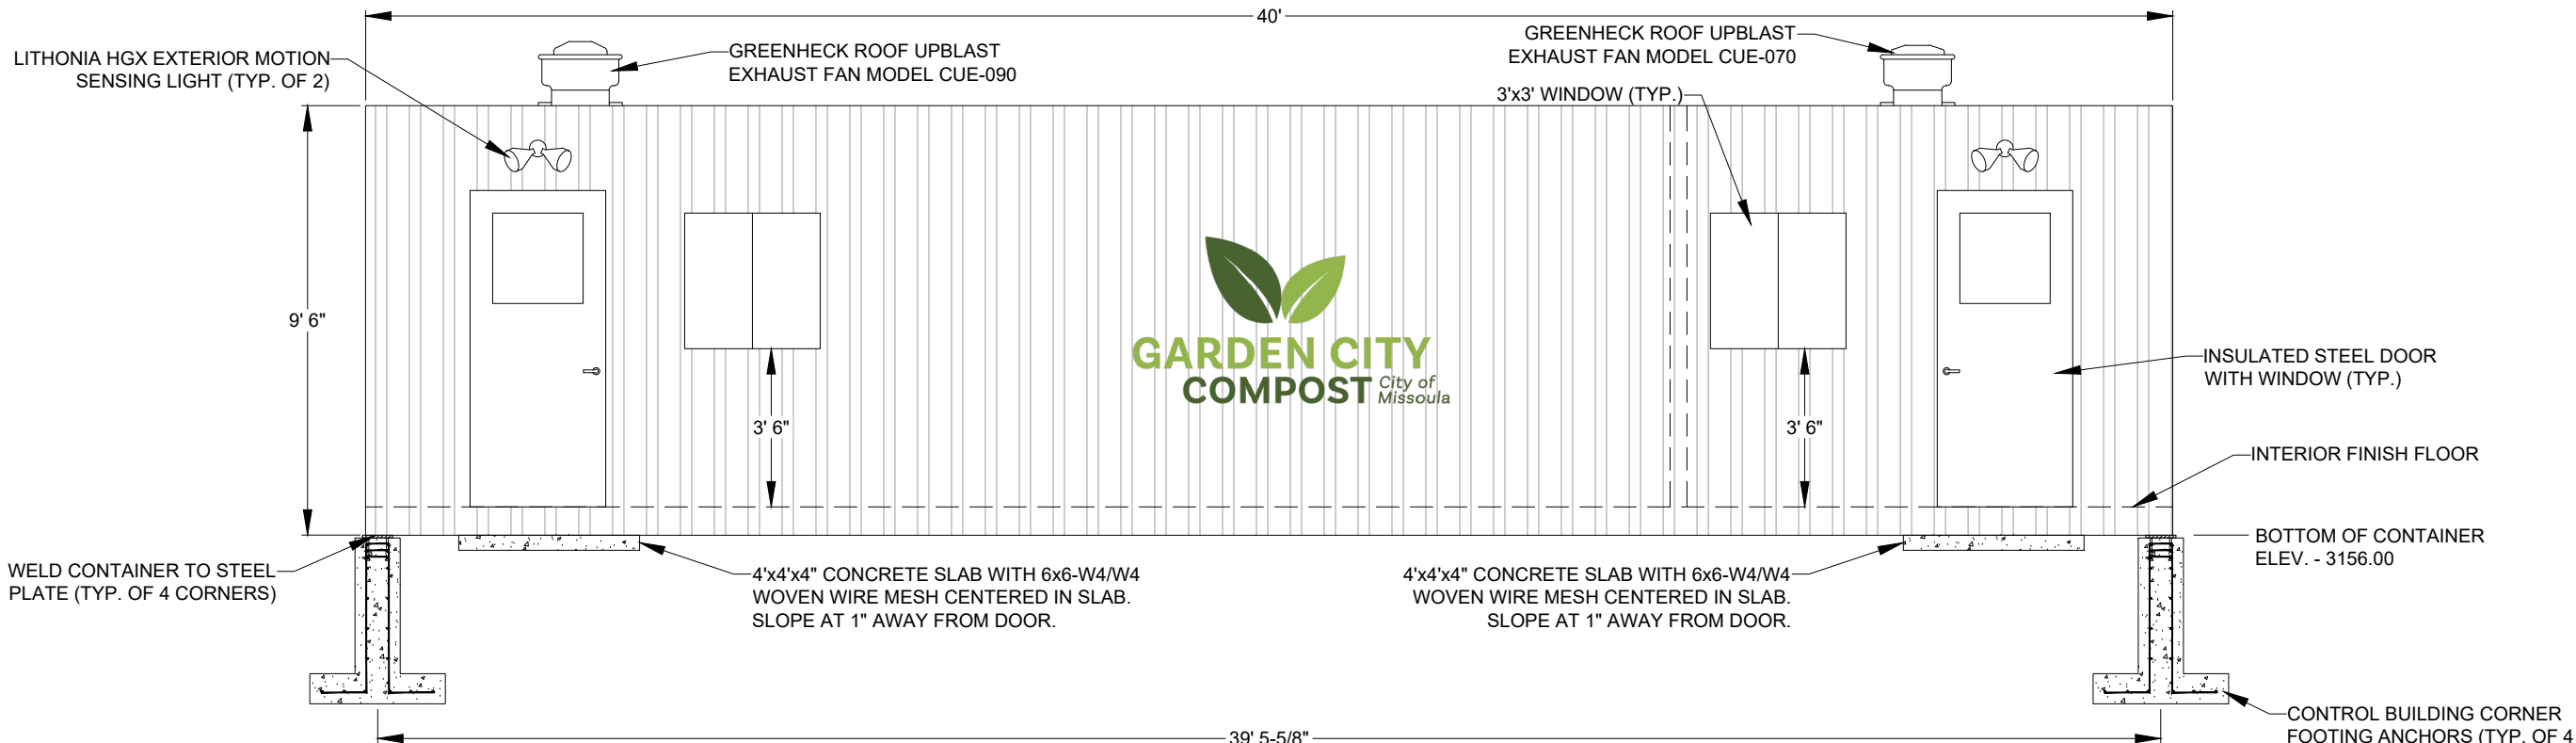 40'
LITHONIA HGX EXTERIOR MOTION
SENSING LIGHT (TYP. OF 2)
GREENHECK ROOF UPBLAST
EXHAUST FAN MODEL CUE-090
GREENHECK ROOF UPBLAST
EXHAUST FAN MODEL CUE-070
3'x3' WINDOW (TYP.)
9' 6"
GARDEN CITY
COMPOST City of
Missoula
INSULATED STEEL DOOR
WITH WINDOW (TYP.)
3' 6"
3' 6"
INTERIOR FINISH FLOOR
BOTTOM OF CONTAINER
ELEV. - 3156.00
WELD CONTAINER TO STEEL
PLATE (TYP. OF 4 CORNERS)
4'x4'x4" CONCRETE SLAB WITH 6x6-W4/W4
WOVEN WIRE MESH CENTERED IN SLAB.
SLOPE AT 1" AWAY FROM DOOR.
4'x4'x4" CONCRETE SLAB WITH 6x6-W4/W4
WOVEN WIRE MESH CENTERED IN SLAB.
SLOPE AT 1" AWAY FROM DOOR.
CONTROL BUILDING CORNER
FOOTING ANCHORS (TYP. OF 4
39' 5-5/8"